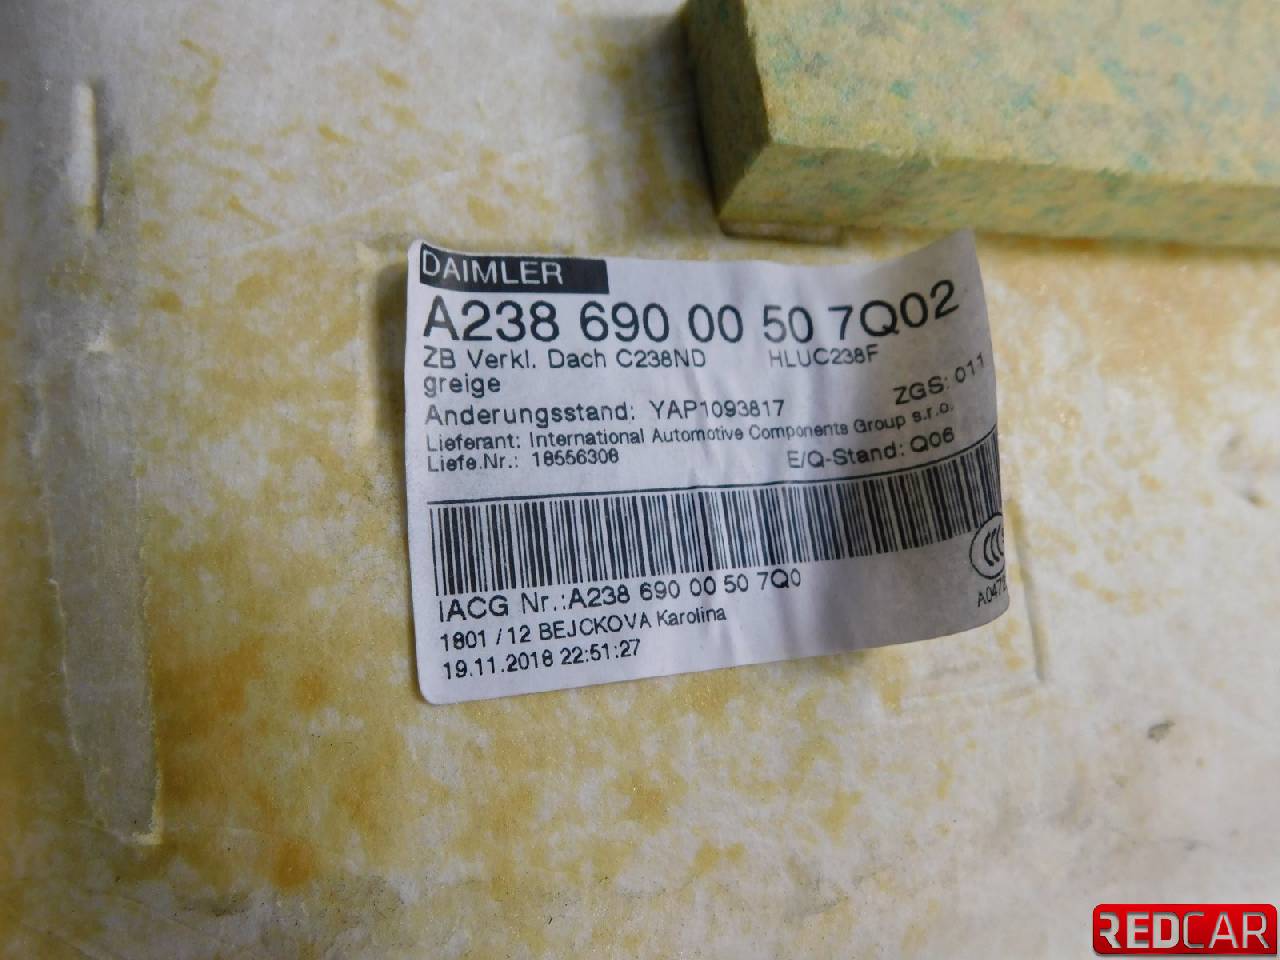 DAIMLER
A238 690 00 50 7Q02
ZB Verkl. Dach C238ND HLUC238F
greige ZGS: 011
Änderungsstand: YAP1093817
Lieferant: International Automotive Components Group s.r.o.
Liefe.Nr.: 18556308 E/Q-Stand: Q06
IACG Nr.:A238 690 00 50 7Q0
1801 / 12 BEJCKOVA Karolina
19.11.2018 22:51:27
REDCAR